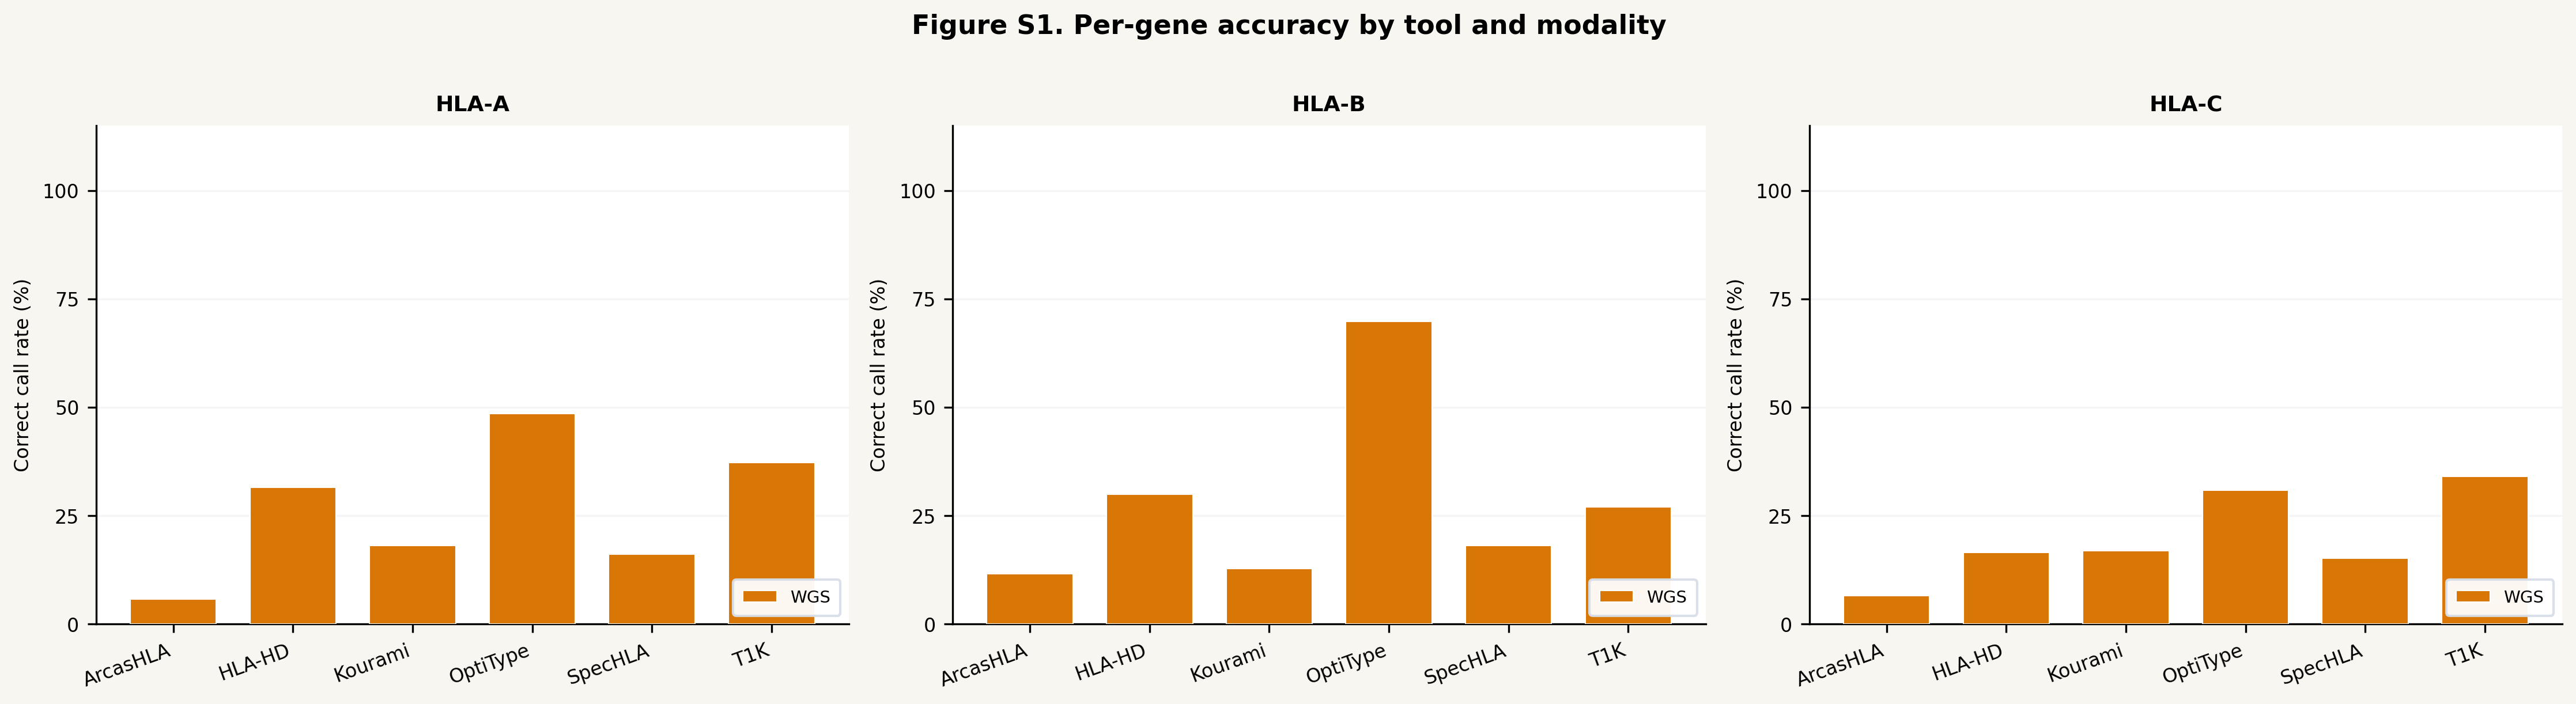 Figure S1. Per-gene accuracy by tool and modality
HLA-A
Correct call rate (%)
100
75
50
25
0
ArcasHLA
HLA-HD
Kourami
OptiType
SpecHLA
T1K
WGS
HLA-B
Correct call rate (%)
100
75
50
25
0
ArcasHLA
HLA-HD
Kourami
OptiType
SpecHLA
T1K
WGS
HLA-C
Correct call rate (%)
100
75
50
25
0
ArcasHLA
HLA-HD
Kourami
OptiType
SpecHLA
T1K
WGS